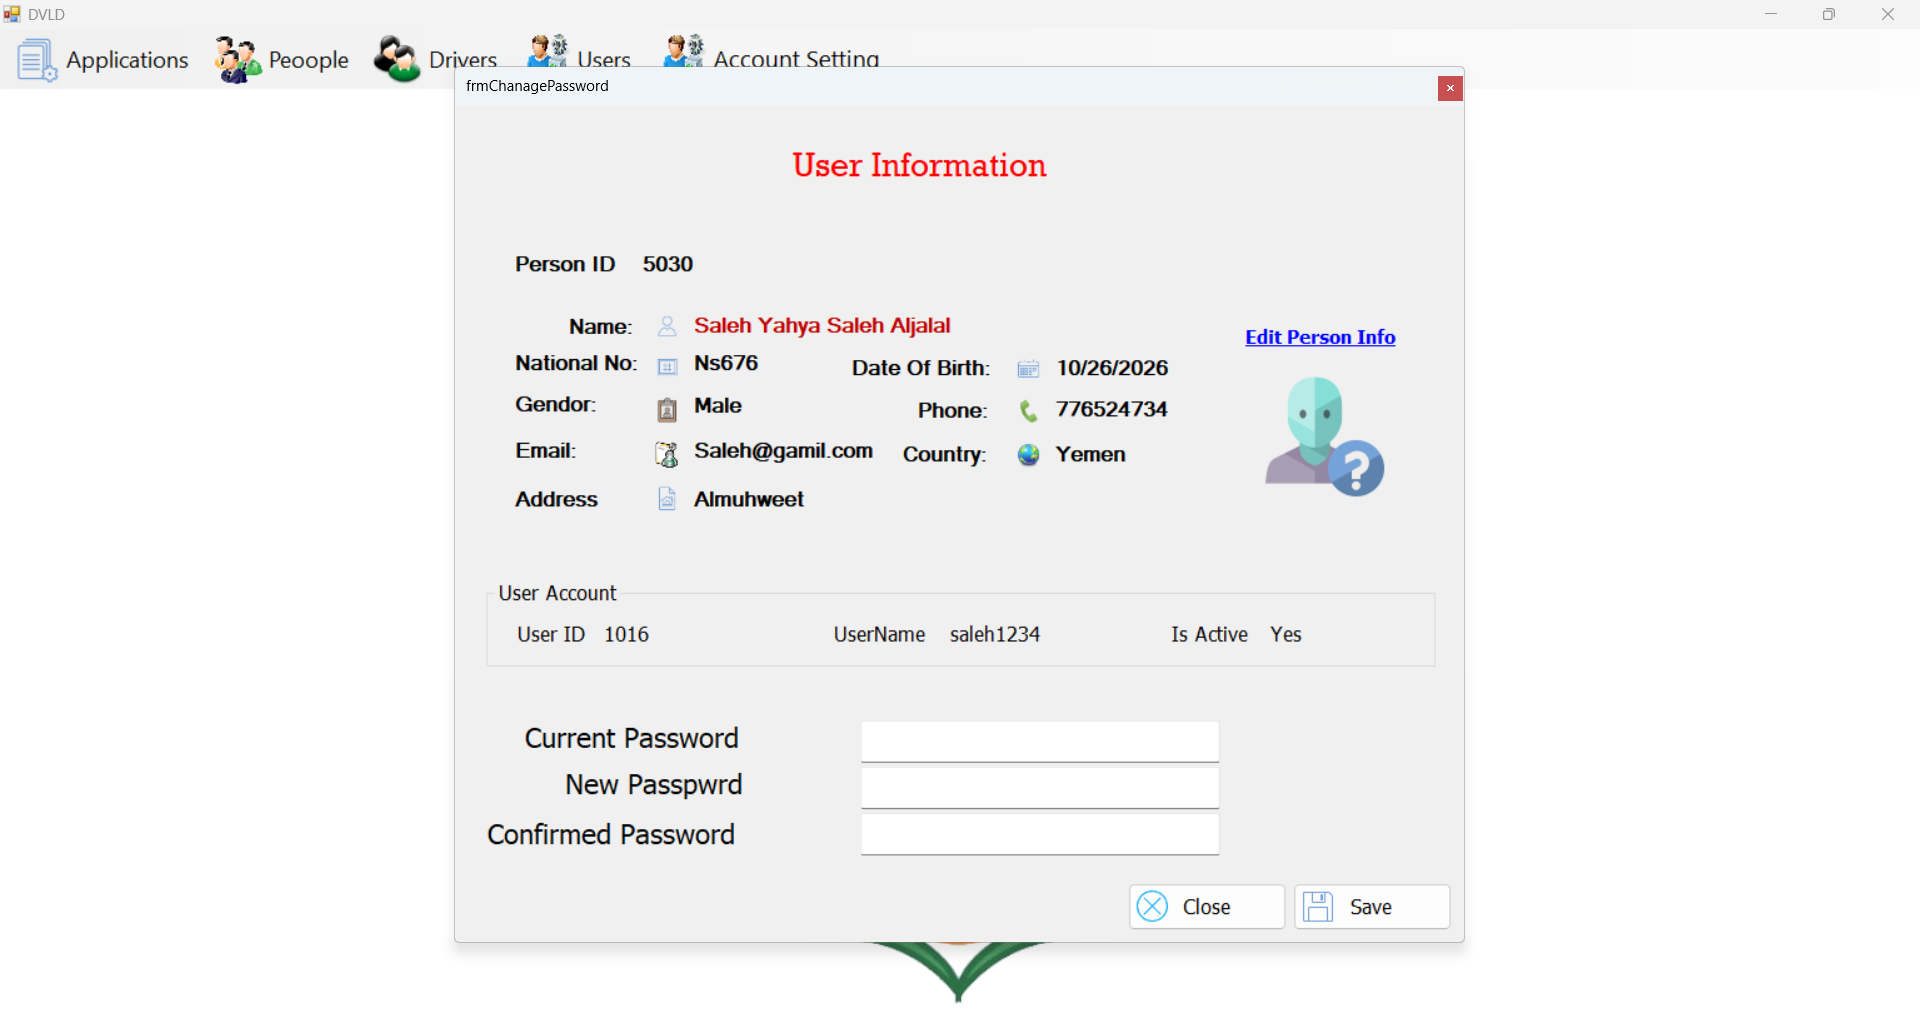 DVLD
Applications Peoople Drivers Users Account Setting
frmChanagePassword
User Information
Person ID 5030
Name: Saleh Yahya Saleh Aljalal
Edit Person Info
National No: Ns676 Date Of Birth: 10/26/2026
Gendor: Male Phone: 776524734
Email: Saleh@gamil.com Country: Yemen
Address Almuhweet
User Account
User ID 1016 UserName saleh1234 Is Active Yes
Current Password
New Passpwrd
Confirmed Password
Close Save